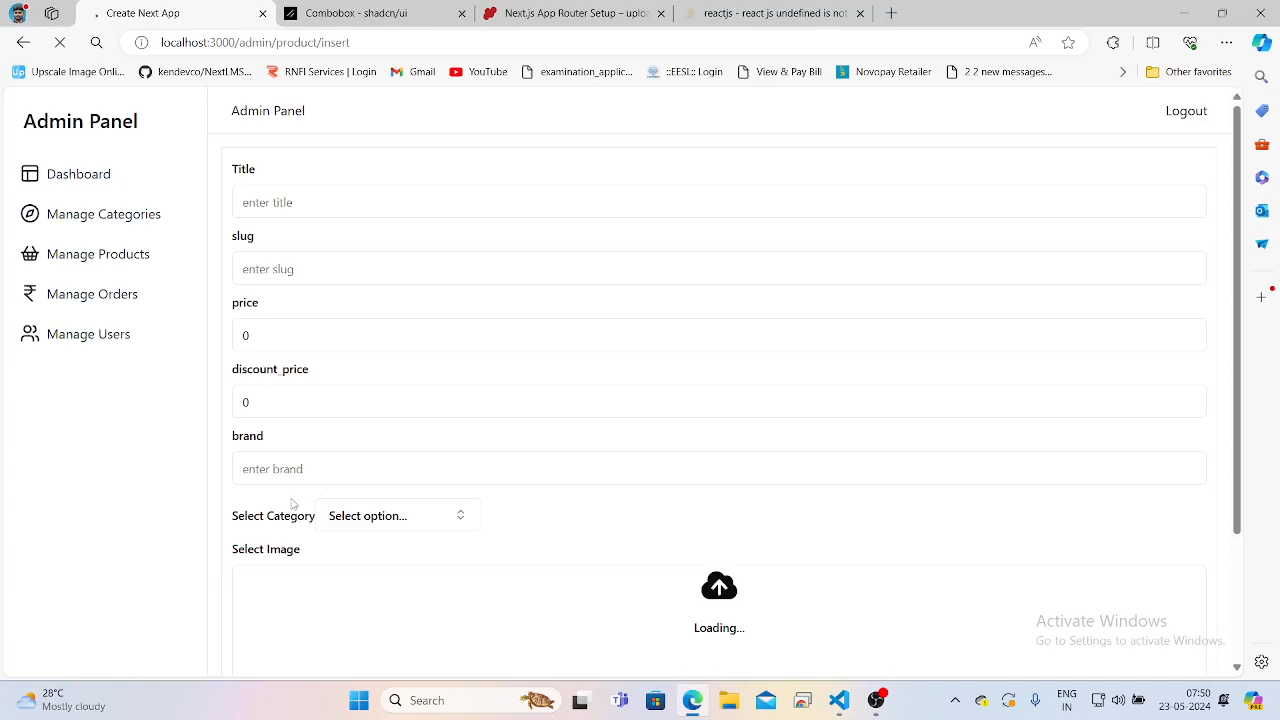 Create Next App
Combobox - shadcn/ui
Next.js App Router Setup – uploa
reactjs - react js undefined is not
localhost:3000/admin/product/insert
Upscale Image Onli...
kendaxro/NextLMS...
RNFI Services | Login
Gmail
YouTube
examination_applic...
::EESL:: Login
View & Pay Bill
Novopay Retailer
2 2 new messages...
Other favorites
Admin Panel
Dashboard
Manage Categories
Manage Products
Manage Orders
Manage Users
Admin Panel
Logout
Title
enter title
slug
enter slug
price
0
discount_price
0
brand
enter brand
Select Category
Select option...
Select Image
Loading...
Activate Windows
Go to Settings to activate Windows.
28°C
Mostly cloudy
Search
ENG
IN
07:50
28-05-2024